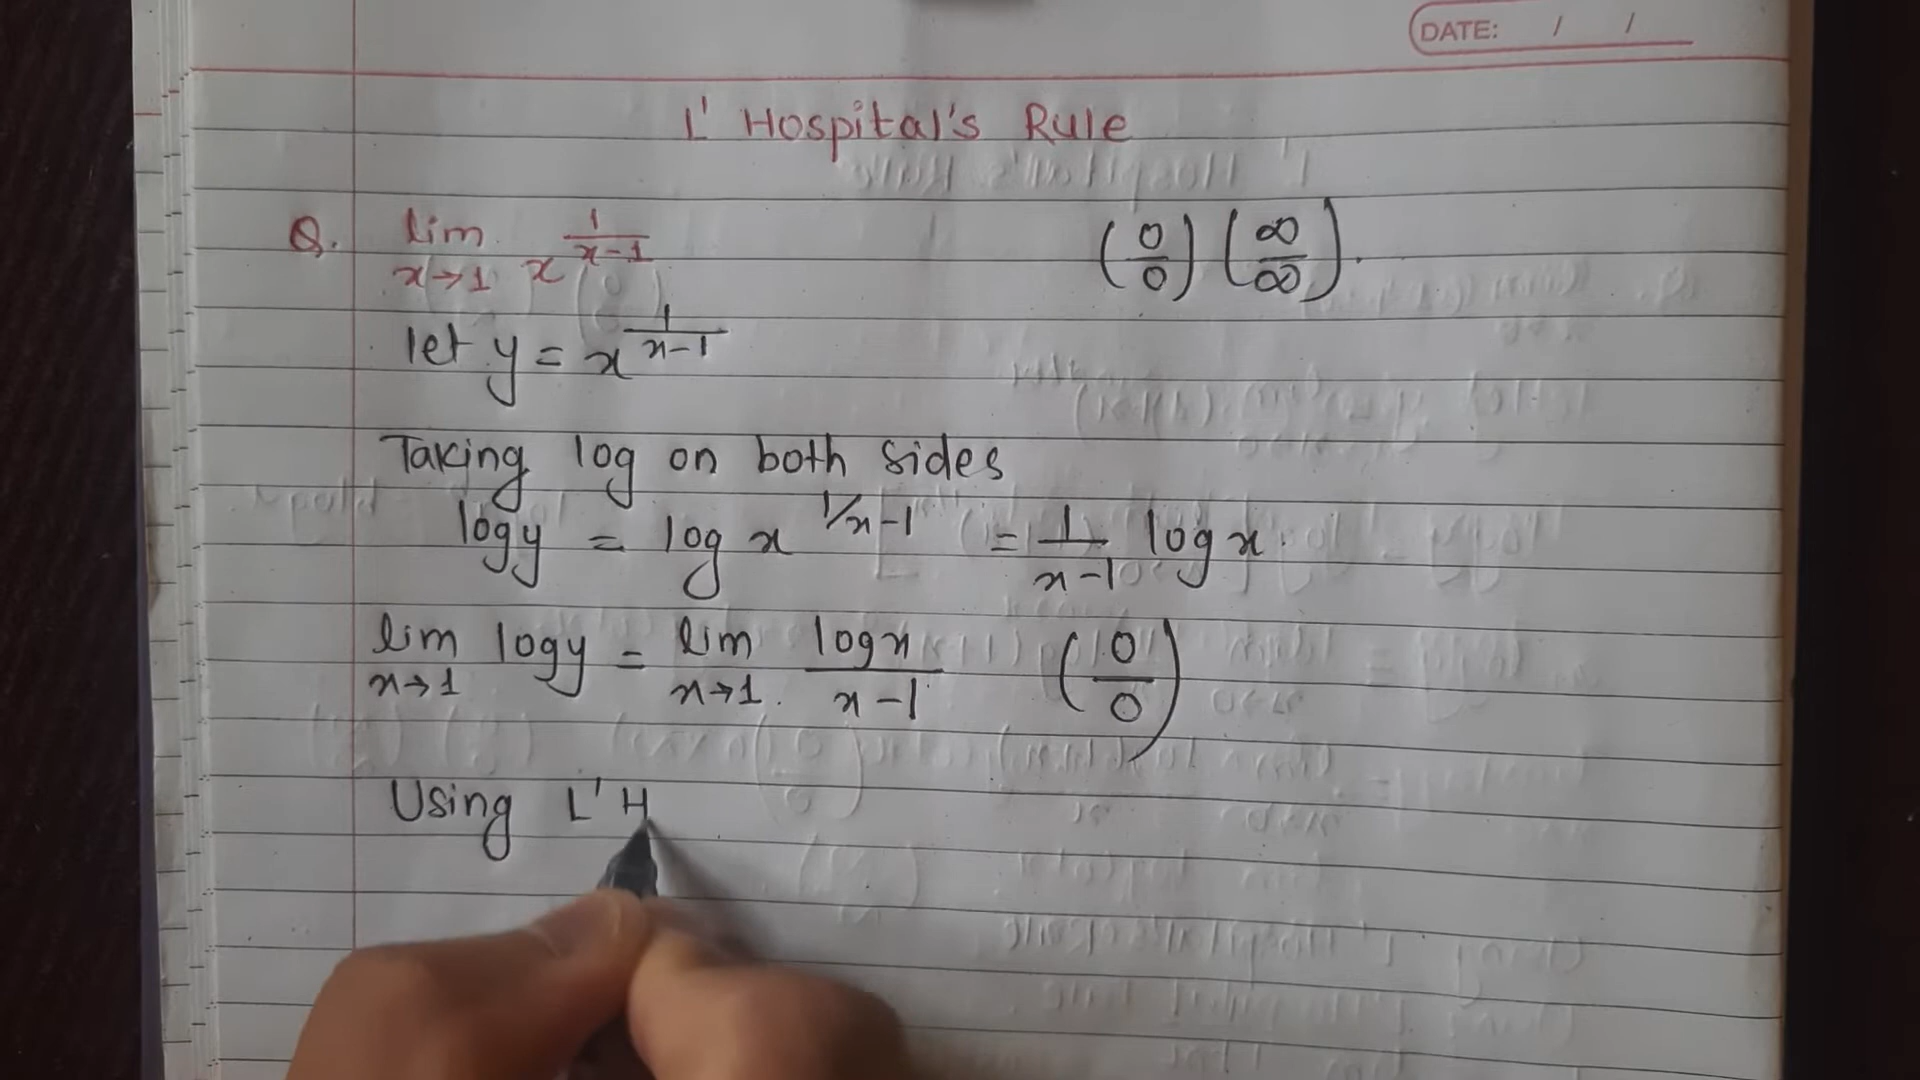 DATE: / /
L' Hospital's Rule
Q. lim x→1 x^(1/(x-1)) (0/0) (∞/∞).
let y = x^(1/(x-1))
Taking log on both sides
log y = log x^(1/x-1) = 1/(x-1) log x
lim x→1 log y = lim x→1 log x/(x-1) (0/0)
Using L' H